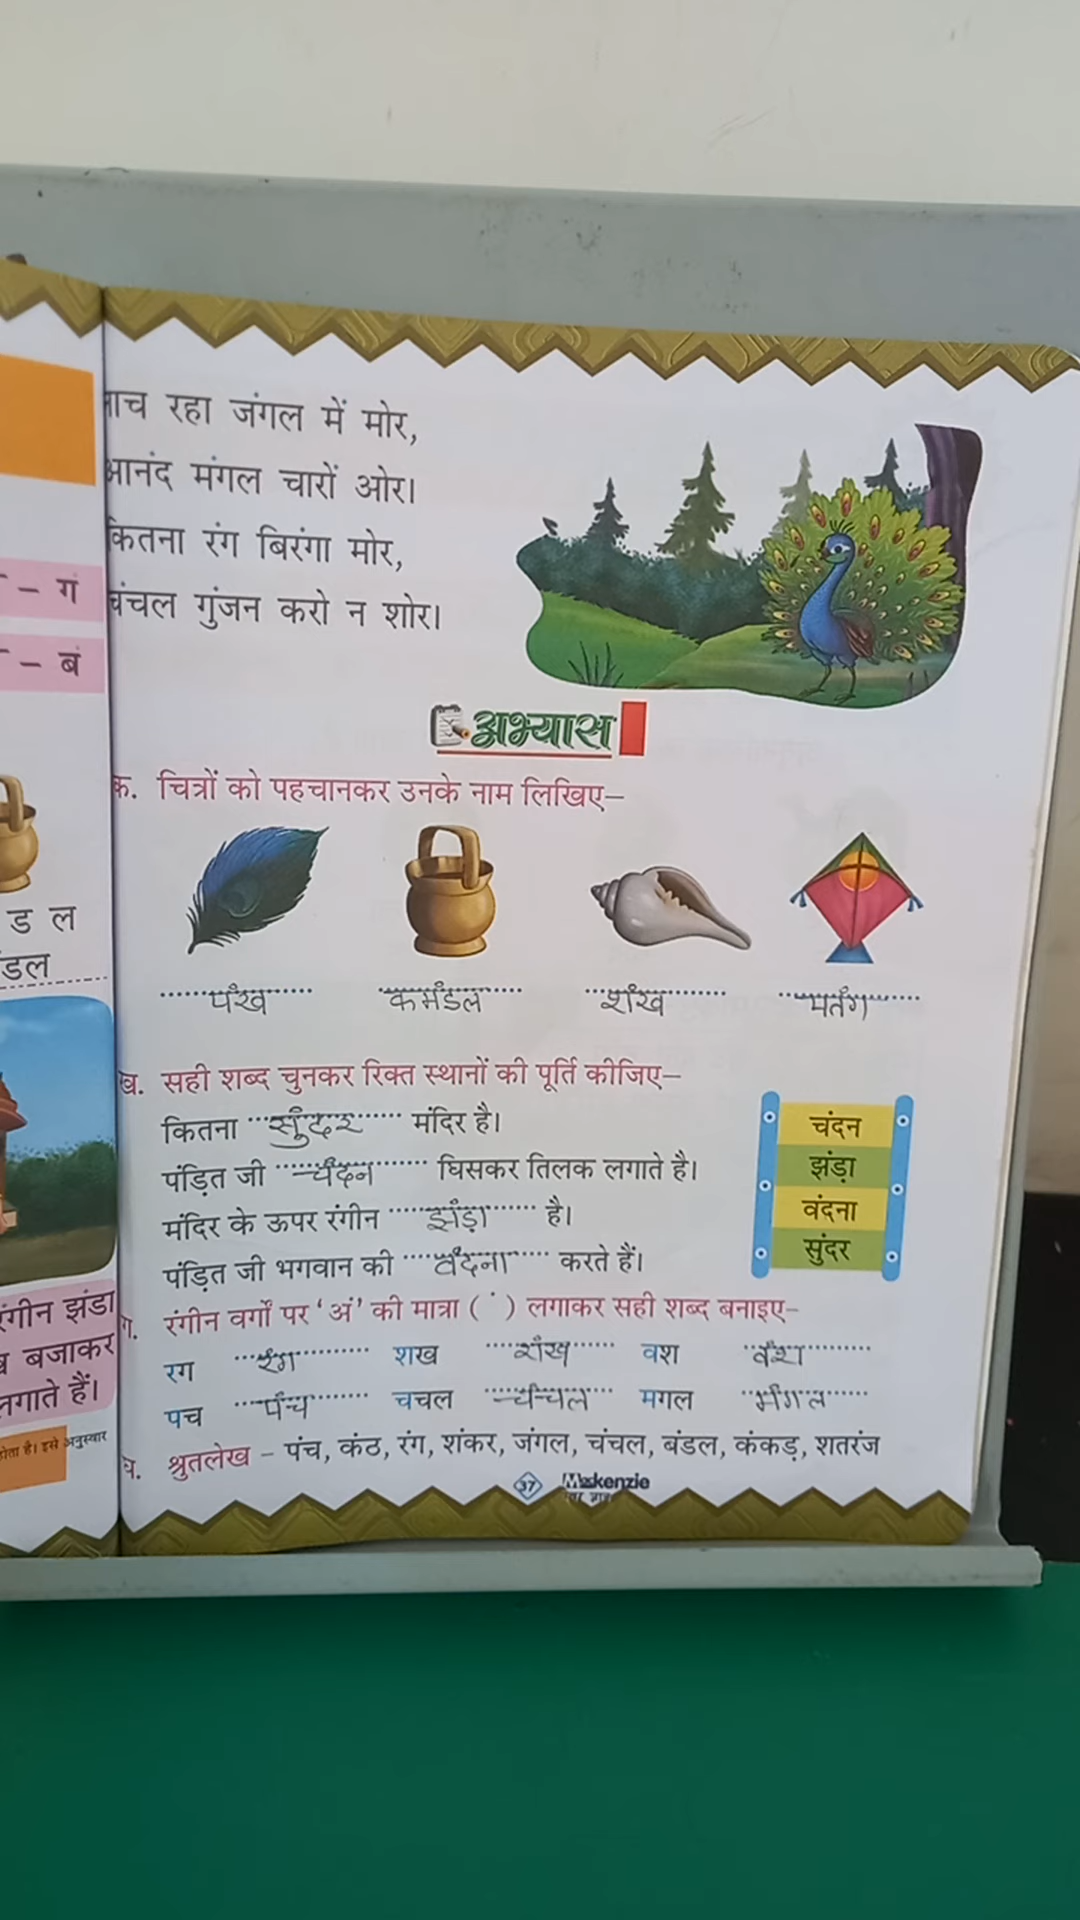 नाच रहा जंगल में मोर,
आनंद मंगल चारों ओर।
कितना रंग बिरंगा मोर,
चंचल गुंजन करो न शोर।
– ग
– ब
अभ्यास
क. चित्रों को पहचानकर उनके नाम लिखिए–
ड ल
डल
पंख कमंडल शंख मतंग
ख. सही शब्द चुनकर रिक्त स्थानों की पूर्ति कीजिए–
कितना सुंदर मंदिर है।
पंड़ित जी चंदन घिसकर तिलक लगाते है।
मंदिर के ऊपर रंगीन झंड़ा है।
पंड़ित जी भगवान की वंदना करते हैं।
चंदन
झंड़ा
वंदना
सुंदर
रंगीन झंडा
बजाकर
लगाते हैं।
होता है। इसे अनुस्वार
ग. रंगीन वर्गों पर 'अं' की मात्रा ( ं ) लगाकर सही शब्द बनाइए–
रग रंग शख शंख वश वंश
पच पंच चचल चंचल मगल मंगल
घ. श्रुतलेख – पंच, कंठ, रंग, शंकर, जंगल, चंचल, बंडल, कंकड़, शतरंज
37